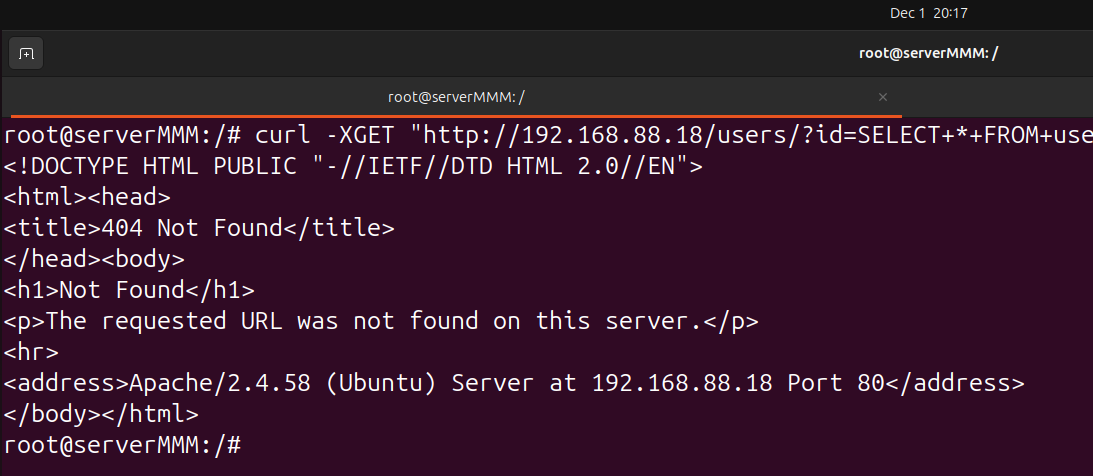 Dec 1 20:17
root@serverMMM: /
root@serverMMM: /
root@serverMMM:/# curl -XGET "http://192.168.88.18/users/?id=SELECT+*+FROM+use
<!DOCTYPE HTML PUBLIC "-//IETF//DTD HTML 2.0//EN">
<html><head>
<title>404 Not Found</title>
</head><body>
<h1>Not Found</h1>
<p>The requested URL was not found on this server.</p>
<hr>
<address>Apache/2.4.58 (Ubuntu) Server at 192.168.88.18 Port 80</address>
</body></html>
root@serverMMM:/#